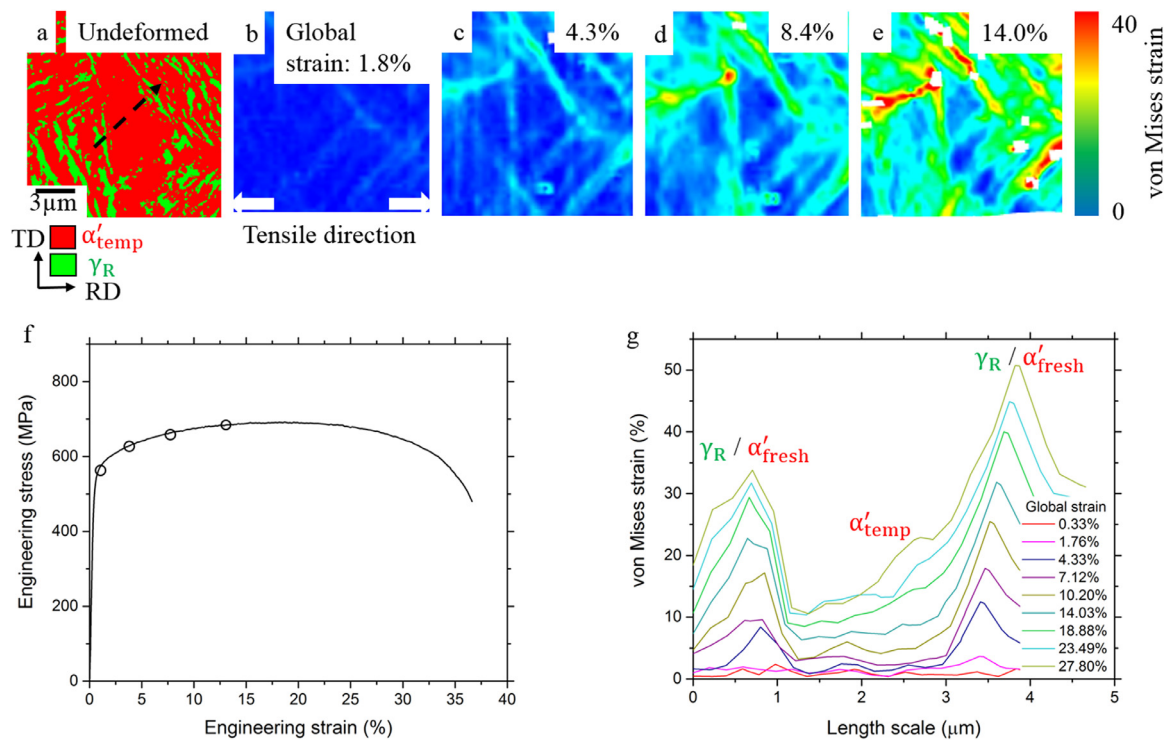 a Undeformed
b Global
strain: 1.8%
c 4.3%
d 8.4%
e 14.0%
40
0
von Mises strain
3μm
Tensile direction
TD α′temp
γR
RD
f
Engineering stress (MPa)
800
600
400
200
0
0 5 10 15 20 25 30 35 40
Engineering strain (%)
g
von Mises strain (%)
50
40
30
20
10
0
γR / α′fresh
α′temp
γR / α′fresh
Global strain
0.33%
1.76%
4.33%
7.12%
10.20%
14.03%
18.88%
23.49%
27.80%
0 1 2 3 4 5
Length scale (μm)